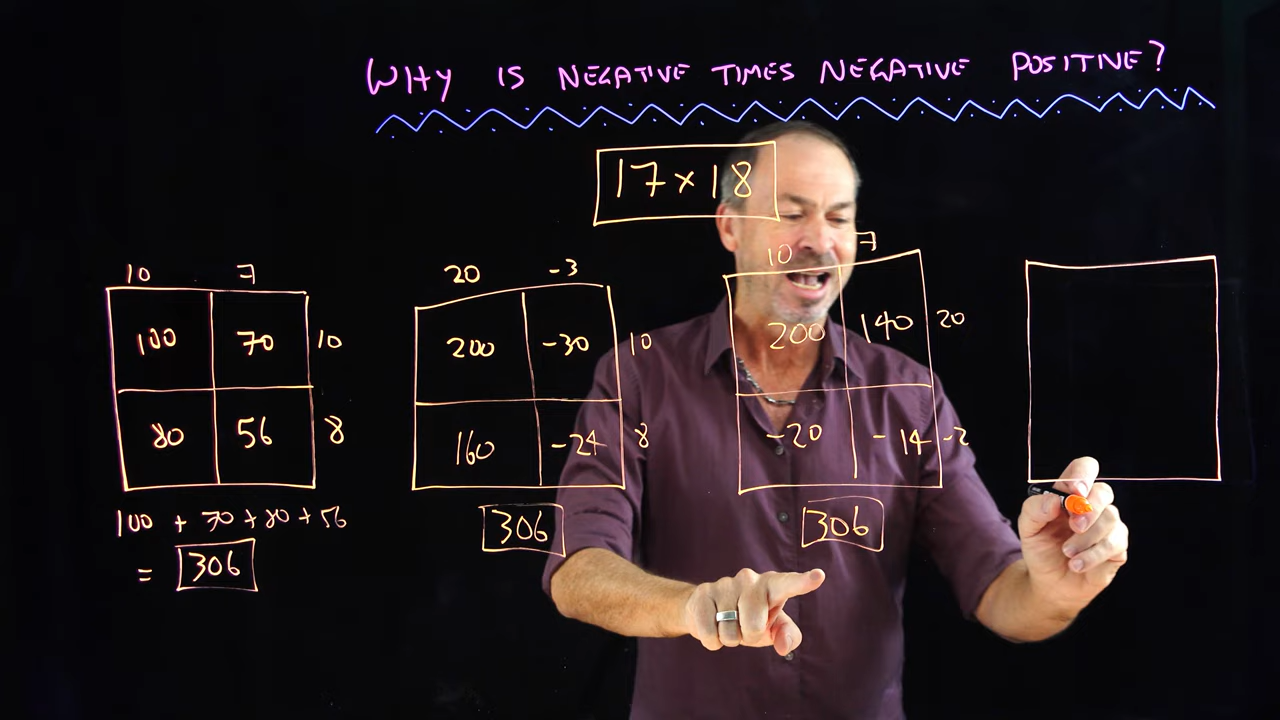 WHY IS NEGATIVE TIMES NEGATIVE POSITIVE?
17 x 18
10 7
100 70 10
80 56 8
100 + 70 + 80 + 56
= 306
20 -3
200 -30 10
160 -24 8
306
10 7
200 140 20
-20 -14 -2
306